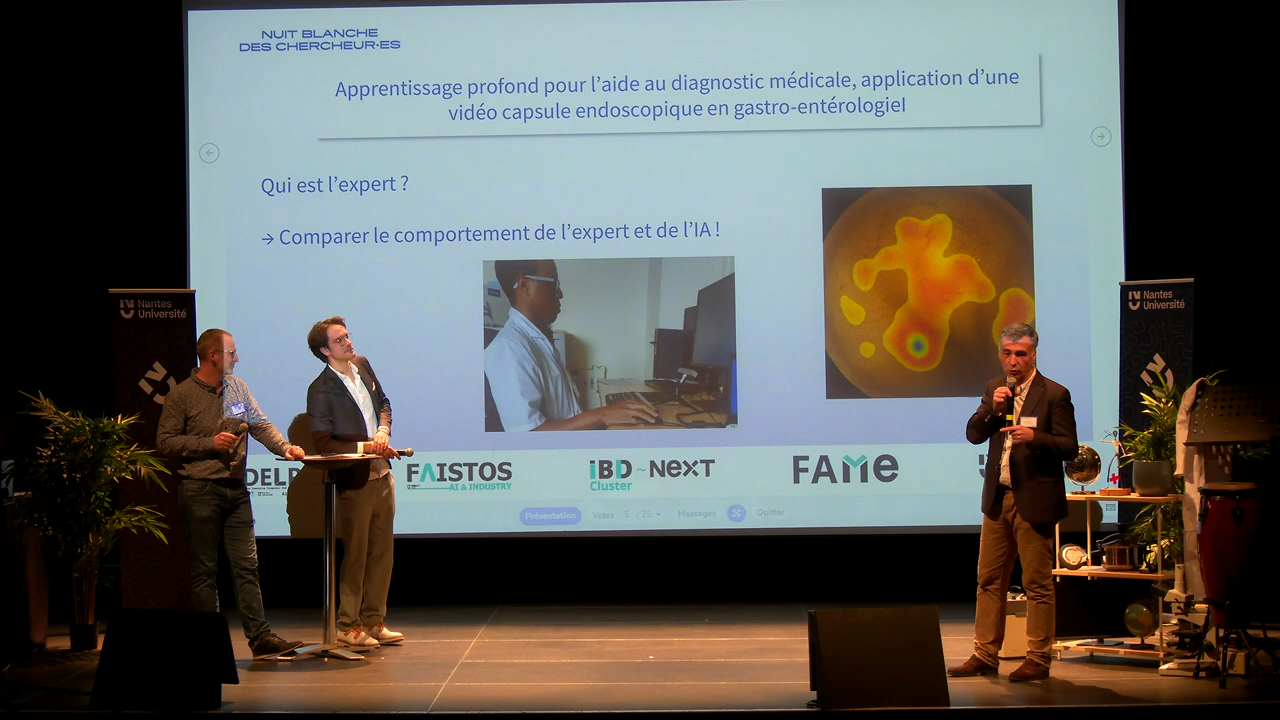 NUIT BLANCHE
DES CHERCHEUR·ES
Apprentissage profond pour l'aide au diagnostic médicale, application d'une
vidéo capsule endoscopique en gastro-entérologiel
Qui est l'expert ?
→ Comparer le comportement de l'expert et de l'IA !
Nantes
Université
Nantes
Université
DELP
FAISTOS
AI & INDUSTRY
iBD ~ NEXT
Cluster
FAME
Présentation Votes 5 / 25 Messages Quitter